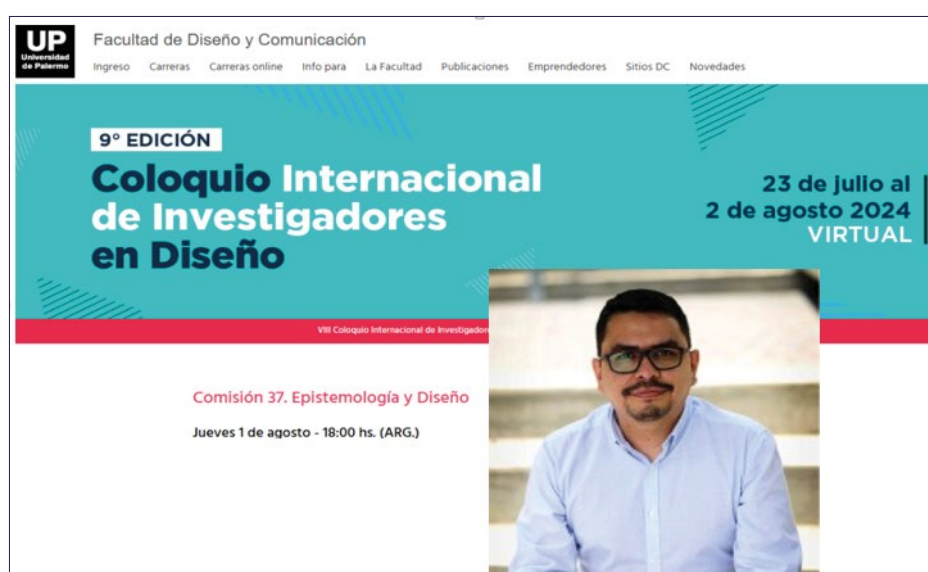 UP
Universidad
de Palermo
Facultad de Diseño y Comunicación
Ingreso Carreras Carreras online Info para La Facultad Publicaciones Emprendedores Sitios DC Novedades
9° EDICIÓN
Coloquio Internacional
de Investigadores
en Diseño
23 de julio al
2 de agosto 2024
VIRTUAL
VIII Coloquio Internacional de Investigador
Comisión 37. Epistemología y Diseño
Jueves 1 de agosto - 18:00 hs. (ARG.)